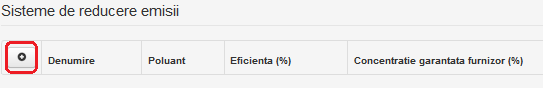 Sisteme de reducere emisii
Denumire Poluant Eficienta (%) Concentratie garantata furnizor (%)